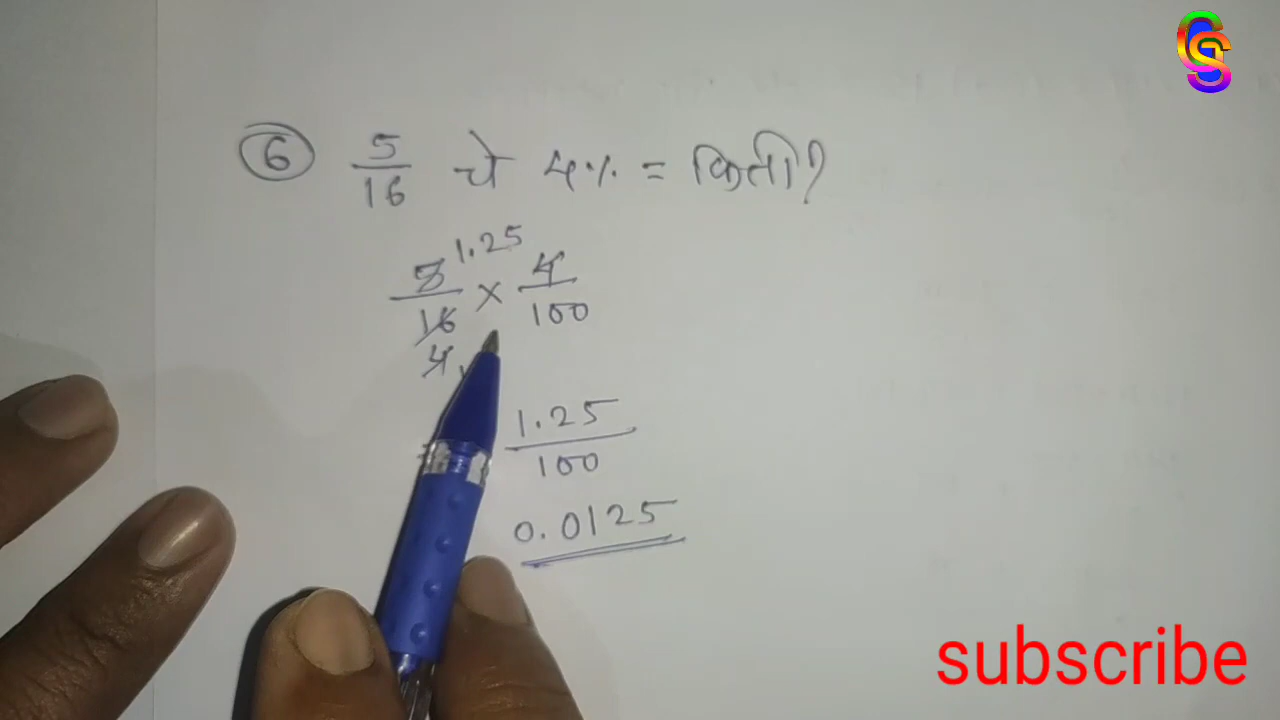 6 5/16 चे 4% = किती?
5/16 1.25 × 4/100
4
= 1.25/100
0.0125
subscribe